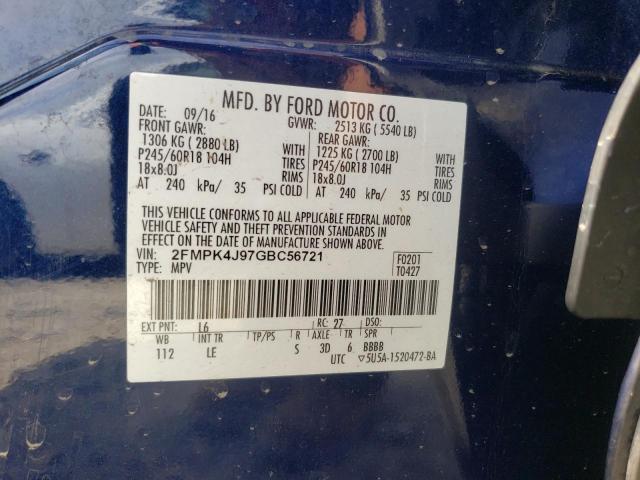 MFD. BY FORD MOTOR CO.
DATE: 09/16 GVWR: 2513 KG ( 5540 LB)
FRONT GAWR: REAR GAWR:
1306 KG ( 2880 LB) 1225 KG ( 2700 LB)
P245/60R18 104H TIRES P245/60R18 104H TIRES
18x8.0J RIMS 18x8.0J RIMS
AT 240 kPa/ 35 PSI COLD AT 240 kPa/ 35 PSI COLD
THIS VEHICLE CONFORMS TO ALL APPLICABLE FEDERAL MOTOR
VEHICLE SAFETY AND THEFT PREVENTION STANDARDS IN
EFFECT ON THE DATE OF MANUFACTURE SHOWN ABOVE.
VIN: 2FMPK4J97GBC56721 F0201
TYPE: MPV T0427
EXT PNT: L6 RC: 27 DSO:
WB INT TR TP/PS R AXLE TR SPR
112 LE S 3D 6 BBBB
UTC ▽5U5A-1520472-BA